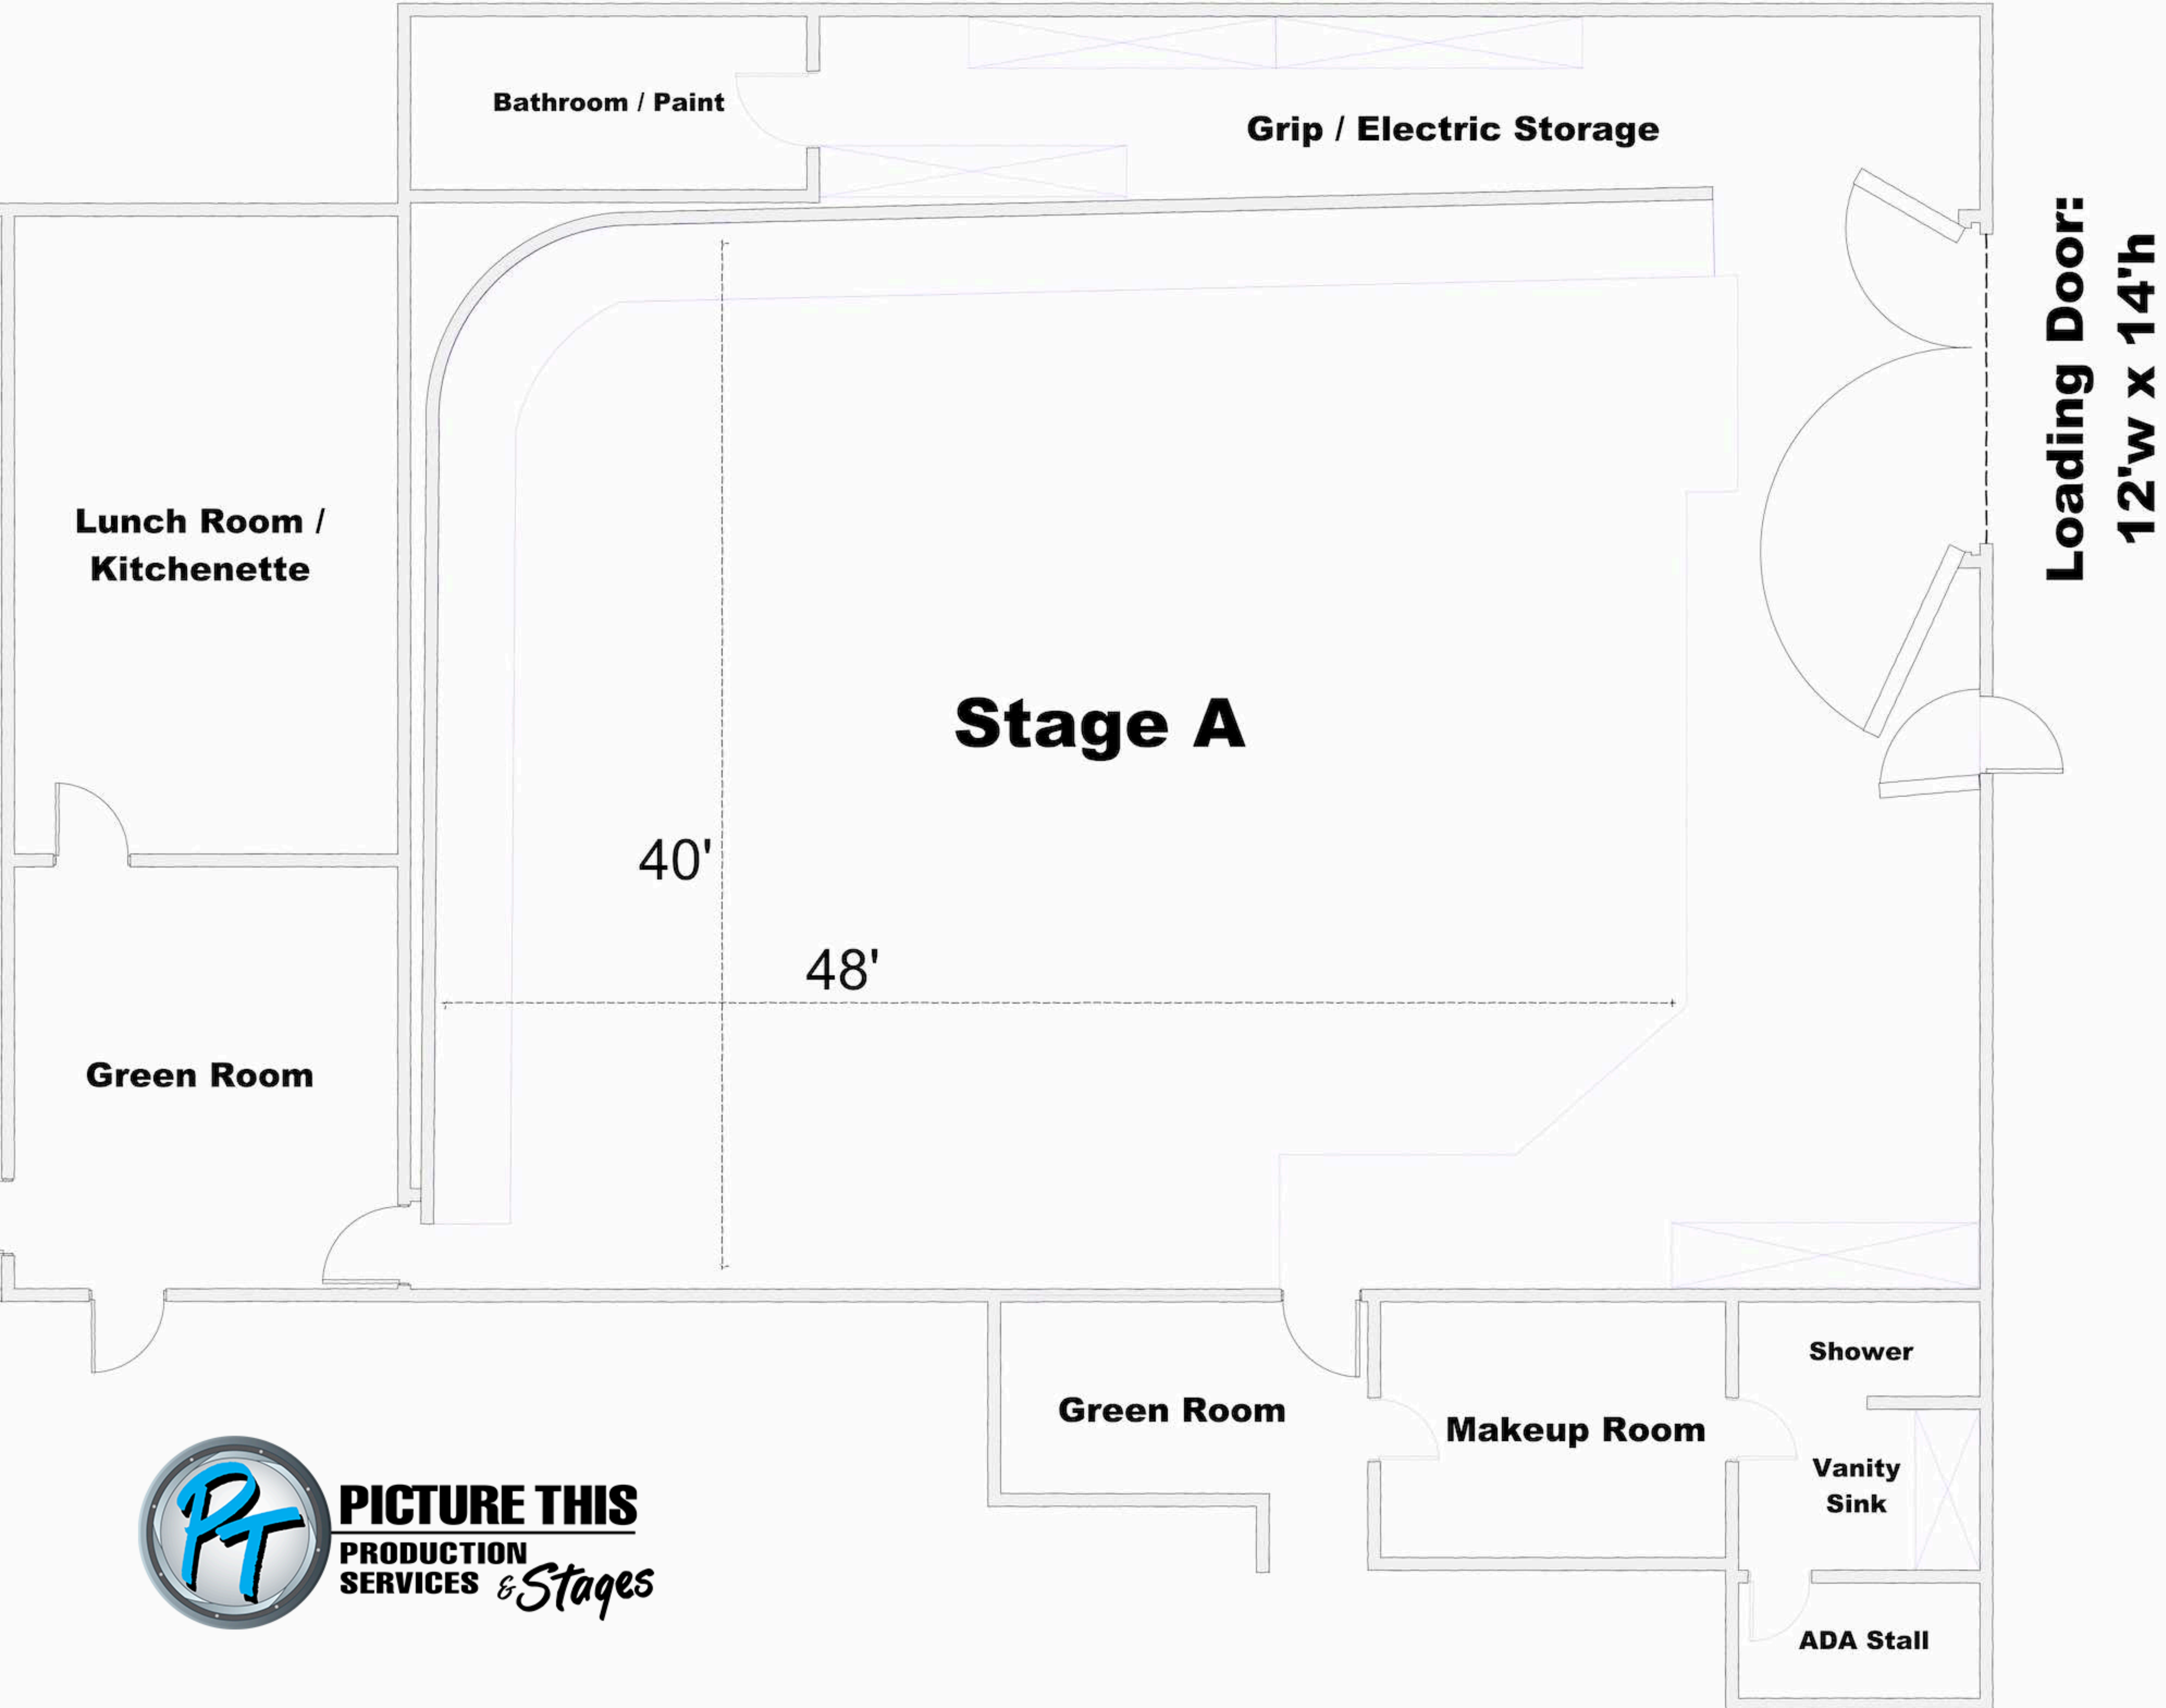 Bathroom / Paint
Grip / Electric Storage
Loading Door:
12'w x 14'h
Lunch Room /
Kitchenette
Stage A
40'
48'
Green Room
Shower
Green Room
Makeup Room
Vanity
Sink
ADA Stall
PT
PICTURE THIS
PRODUCTION
SERVICES & Stages